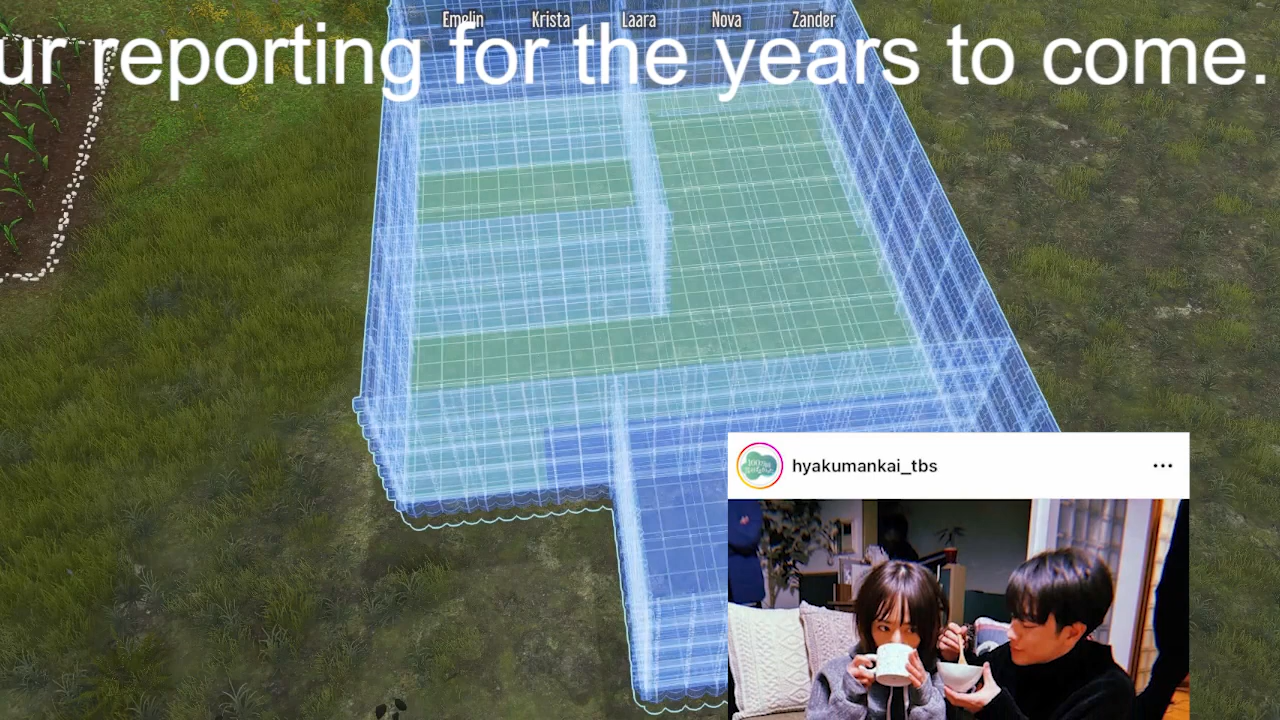 Emelin Krista Laara Nova Zander
ur reporting for the years to come.
hyakumankai_tbs